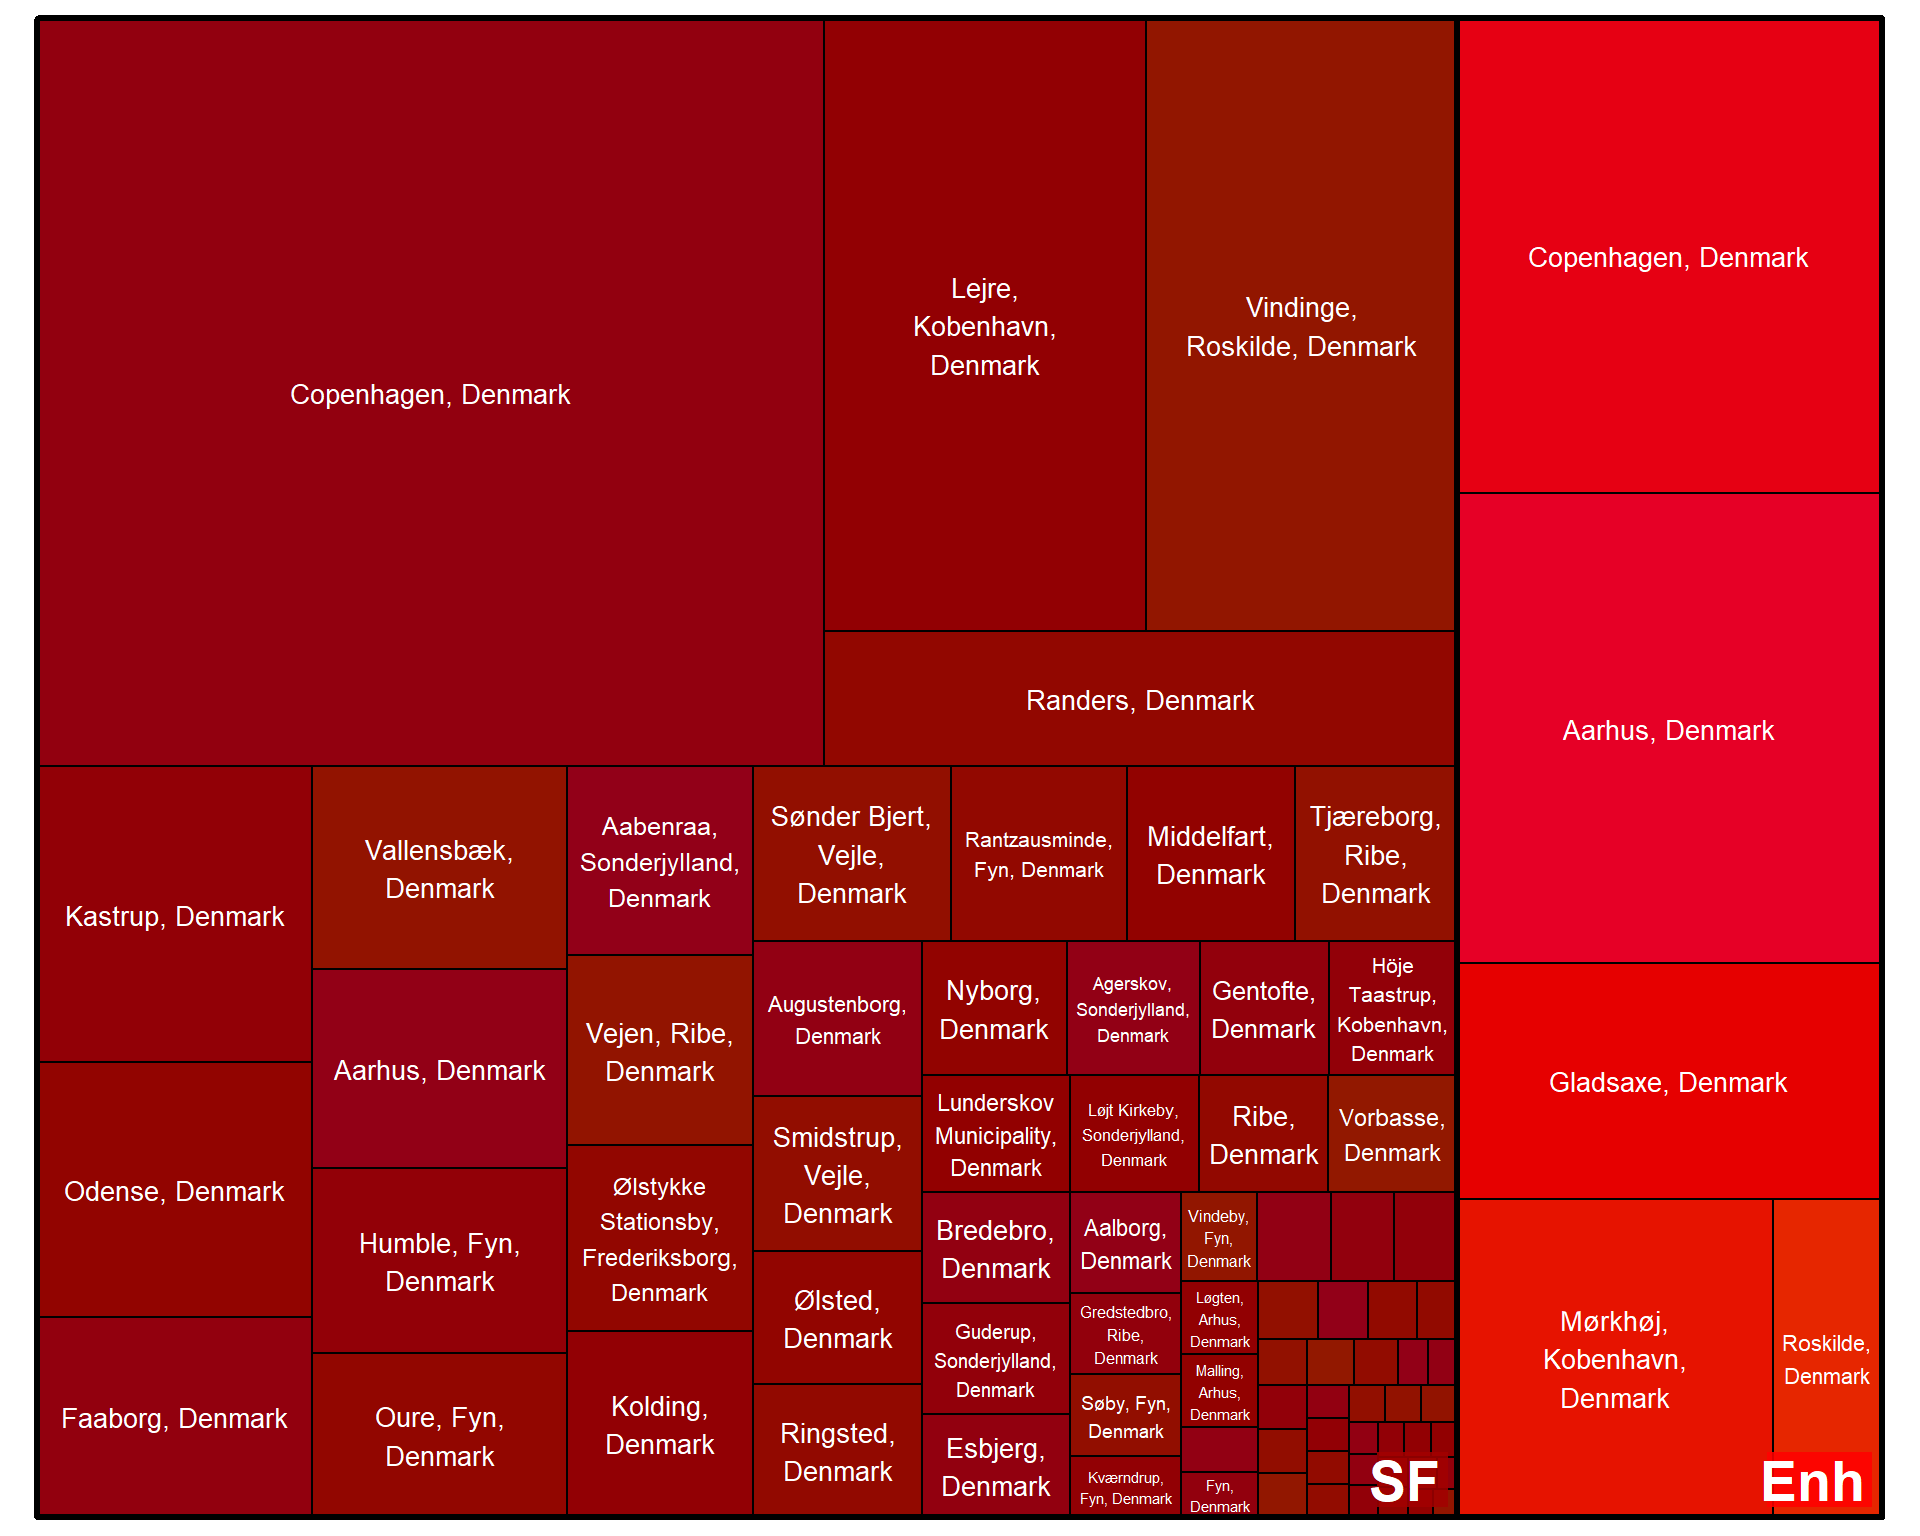 Copenhagen, Denmark
Lejre,
Kobenhavn,
Denmark
Vindinge,
Roskilde, Denmark
Randers, Denmark
Kastrup, Denmark
Odense, Denmark
Faaborg, Denmark
Vallensbæk,
Denmark
Aarhus, Denmark
Humble, Fyn,
Denmark
Oure, Fyn,
Denmark
Aabenraa,
Sonderjylland,
Denmark
Vejen, Ribe,
Denmark
Ølstykke
Stationsby,
Frederiksborg,
Denmark
Kolding,
Denmark
Sønder Bjert,
Vejle,
Denmark
Rantzausminde,
Fyn, Denmark
Middelfart,
Denmark
Tjæreborg,
Ribe,
Denmark
Augustenborg,
Denmark
Smidstrup,
Vejle,
Denmark
Ølsted,
Denmark
Ringsted,
Denmark
Nyborg,
Denmark
Agerskov,
Sonderjylland,
Denmark
Gentofte,
Denmark
Höje
Taastrup,
Kobenhavn,
Denmark
Lunderskov
Municipality,
Denmark
Løjt Kirkeby,
Sonderjylland,
Denmark
Ribe,
Denmark
Vorbasse,
Denmark
Bredebro,
Denmark
Guderup,
Sonderjylland,
Denmark
Esbjerg,
Denmark
Aalborg,
Denmark
Gredstedbro,
Ribe,
Denmark
Søby, Fyn,
Denmark
Kværndrup,
Fyn, Denmark
Vindeby,
Fyn,
Denmark
Løgten,
Arhus,
Denmark
Malling,
Arhus,
Denmark
Fyn,
Denmark
SF
Copenhagen, Denmark
Aarhus, Denmark
Gladsaxe, Denmark
Mørkhøj,
Kobenhavn,
Denmark
Roskilde,
Denmark
Enh